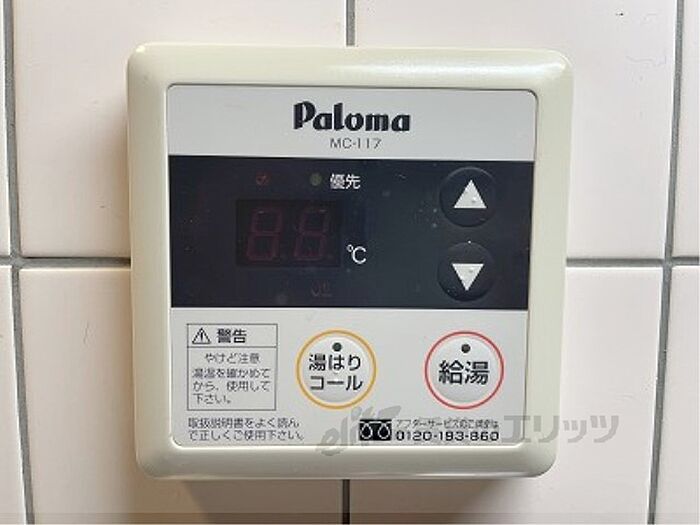 Paloma
MC-117
優先
88
℃
警告
やけど注意
湯温を確かめて
から、使用して
下さい。
湯はり
コール
給湯
取扱説明書をよく読ん
で正しくご使用下さい。
アフターサービスのご用命は
0120-193-860
エリッツ